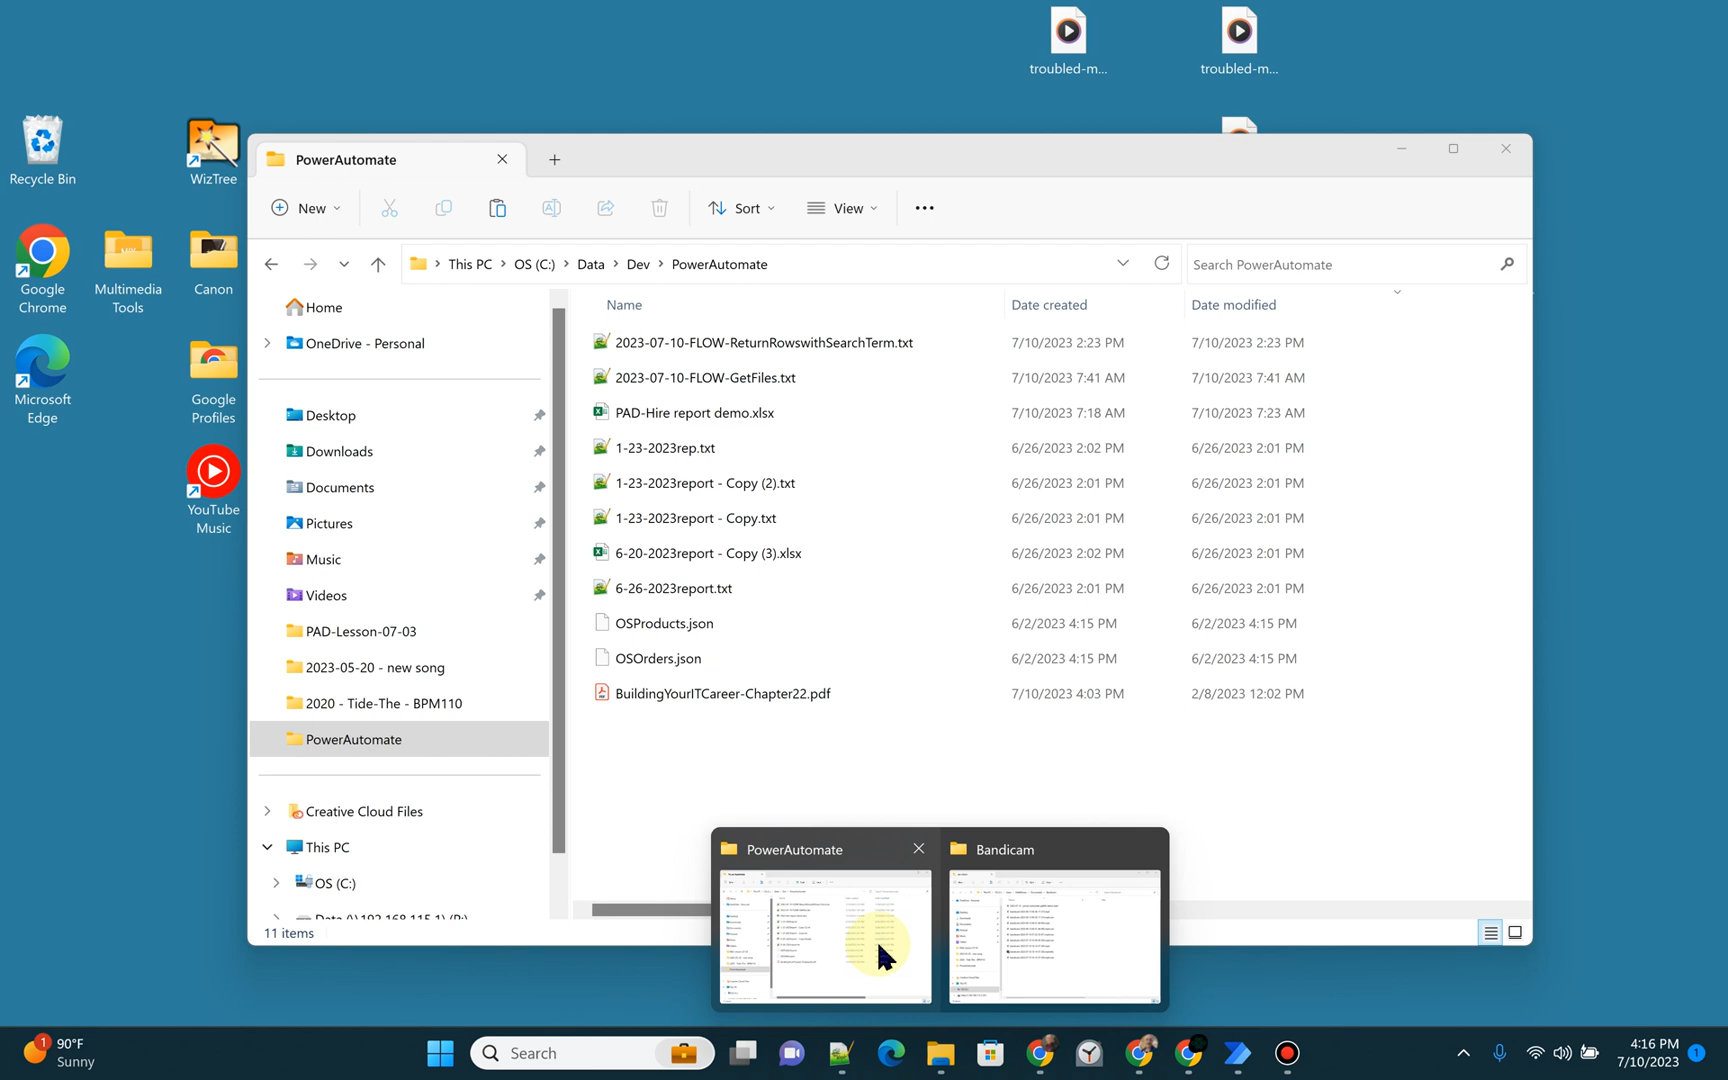 troubled-m...
troubled-m...
Recycle Bin
WizTree
Google
Chrome
Multimedia
Tools
Canon
Microsoft
Edge
Google
Profiles
YouTube
Music
PowerAutomate
New
Sort
View
This PC > OS (C:) > Data > Dev > PowerAutomate
Search PowerAutomate
Home
OneDrive - Personal
Desktop
Downloads
Documents
Pictures
Music
Videos
PAD-Lesson-07-03
2023-05-20 - new song
2020 - Tide-The - BPM110
PowerAutomate
Creative Cloud Files
This PC
OS (C:)
Data (\\192.168.115.1) (P:)
Name Date created Date modified
2023-07-10-FLOW-ReturnRowswithSearchTerm.txt 7/10/2023 2:23 PM 7/10/2023 2:23 PM
2023-07-10-FLOW-GetFiles.txt 7/10/2023 7:41 AM 7/10/2023 7:41 AM
PAD-Hire report demo.xlsx 7/10/2023 7:18 AM 7/10/2023 7:23 AM
1-23-2023rep.txt 6/26/2023 2:02 PM 6/26/2023 2:01 PM
1-23-2023report - Copy (2).txt 6/26/2023 2:01 PM 6/26/2023 2:01 PM
1-23-2023report - Copy.txt 6/26/2023 2:01 PM 6/26/2023 2:01 PM
6-20-2023report - Copy (3).xlsx 6/26/2023 2:02 PM 6/26/2023 2:01 PM
6-26-2023report.txt 6/26/2023 2:01 PM 6/26/2023 2:01 PM
OSProducts.json 6/2/2023 4:15 PM 6/2/2023 4:15 PM
OSOrders.json 6/2/2023 4:15 PM 6/2/2023 4:15 PM
BuildingYourITCareer-Chapter22.pdf 7/10/2023 4:03 PM 2/8/2023 12:02 PM
11 items
PowerAutomate
Bandicam
1
90°F
Sunny
Search
4:16 PM
7/10/2023
1